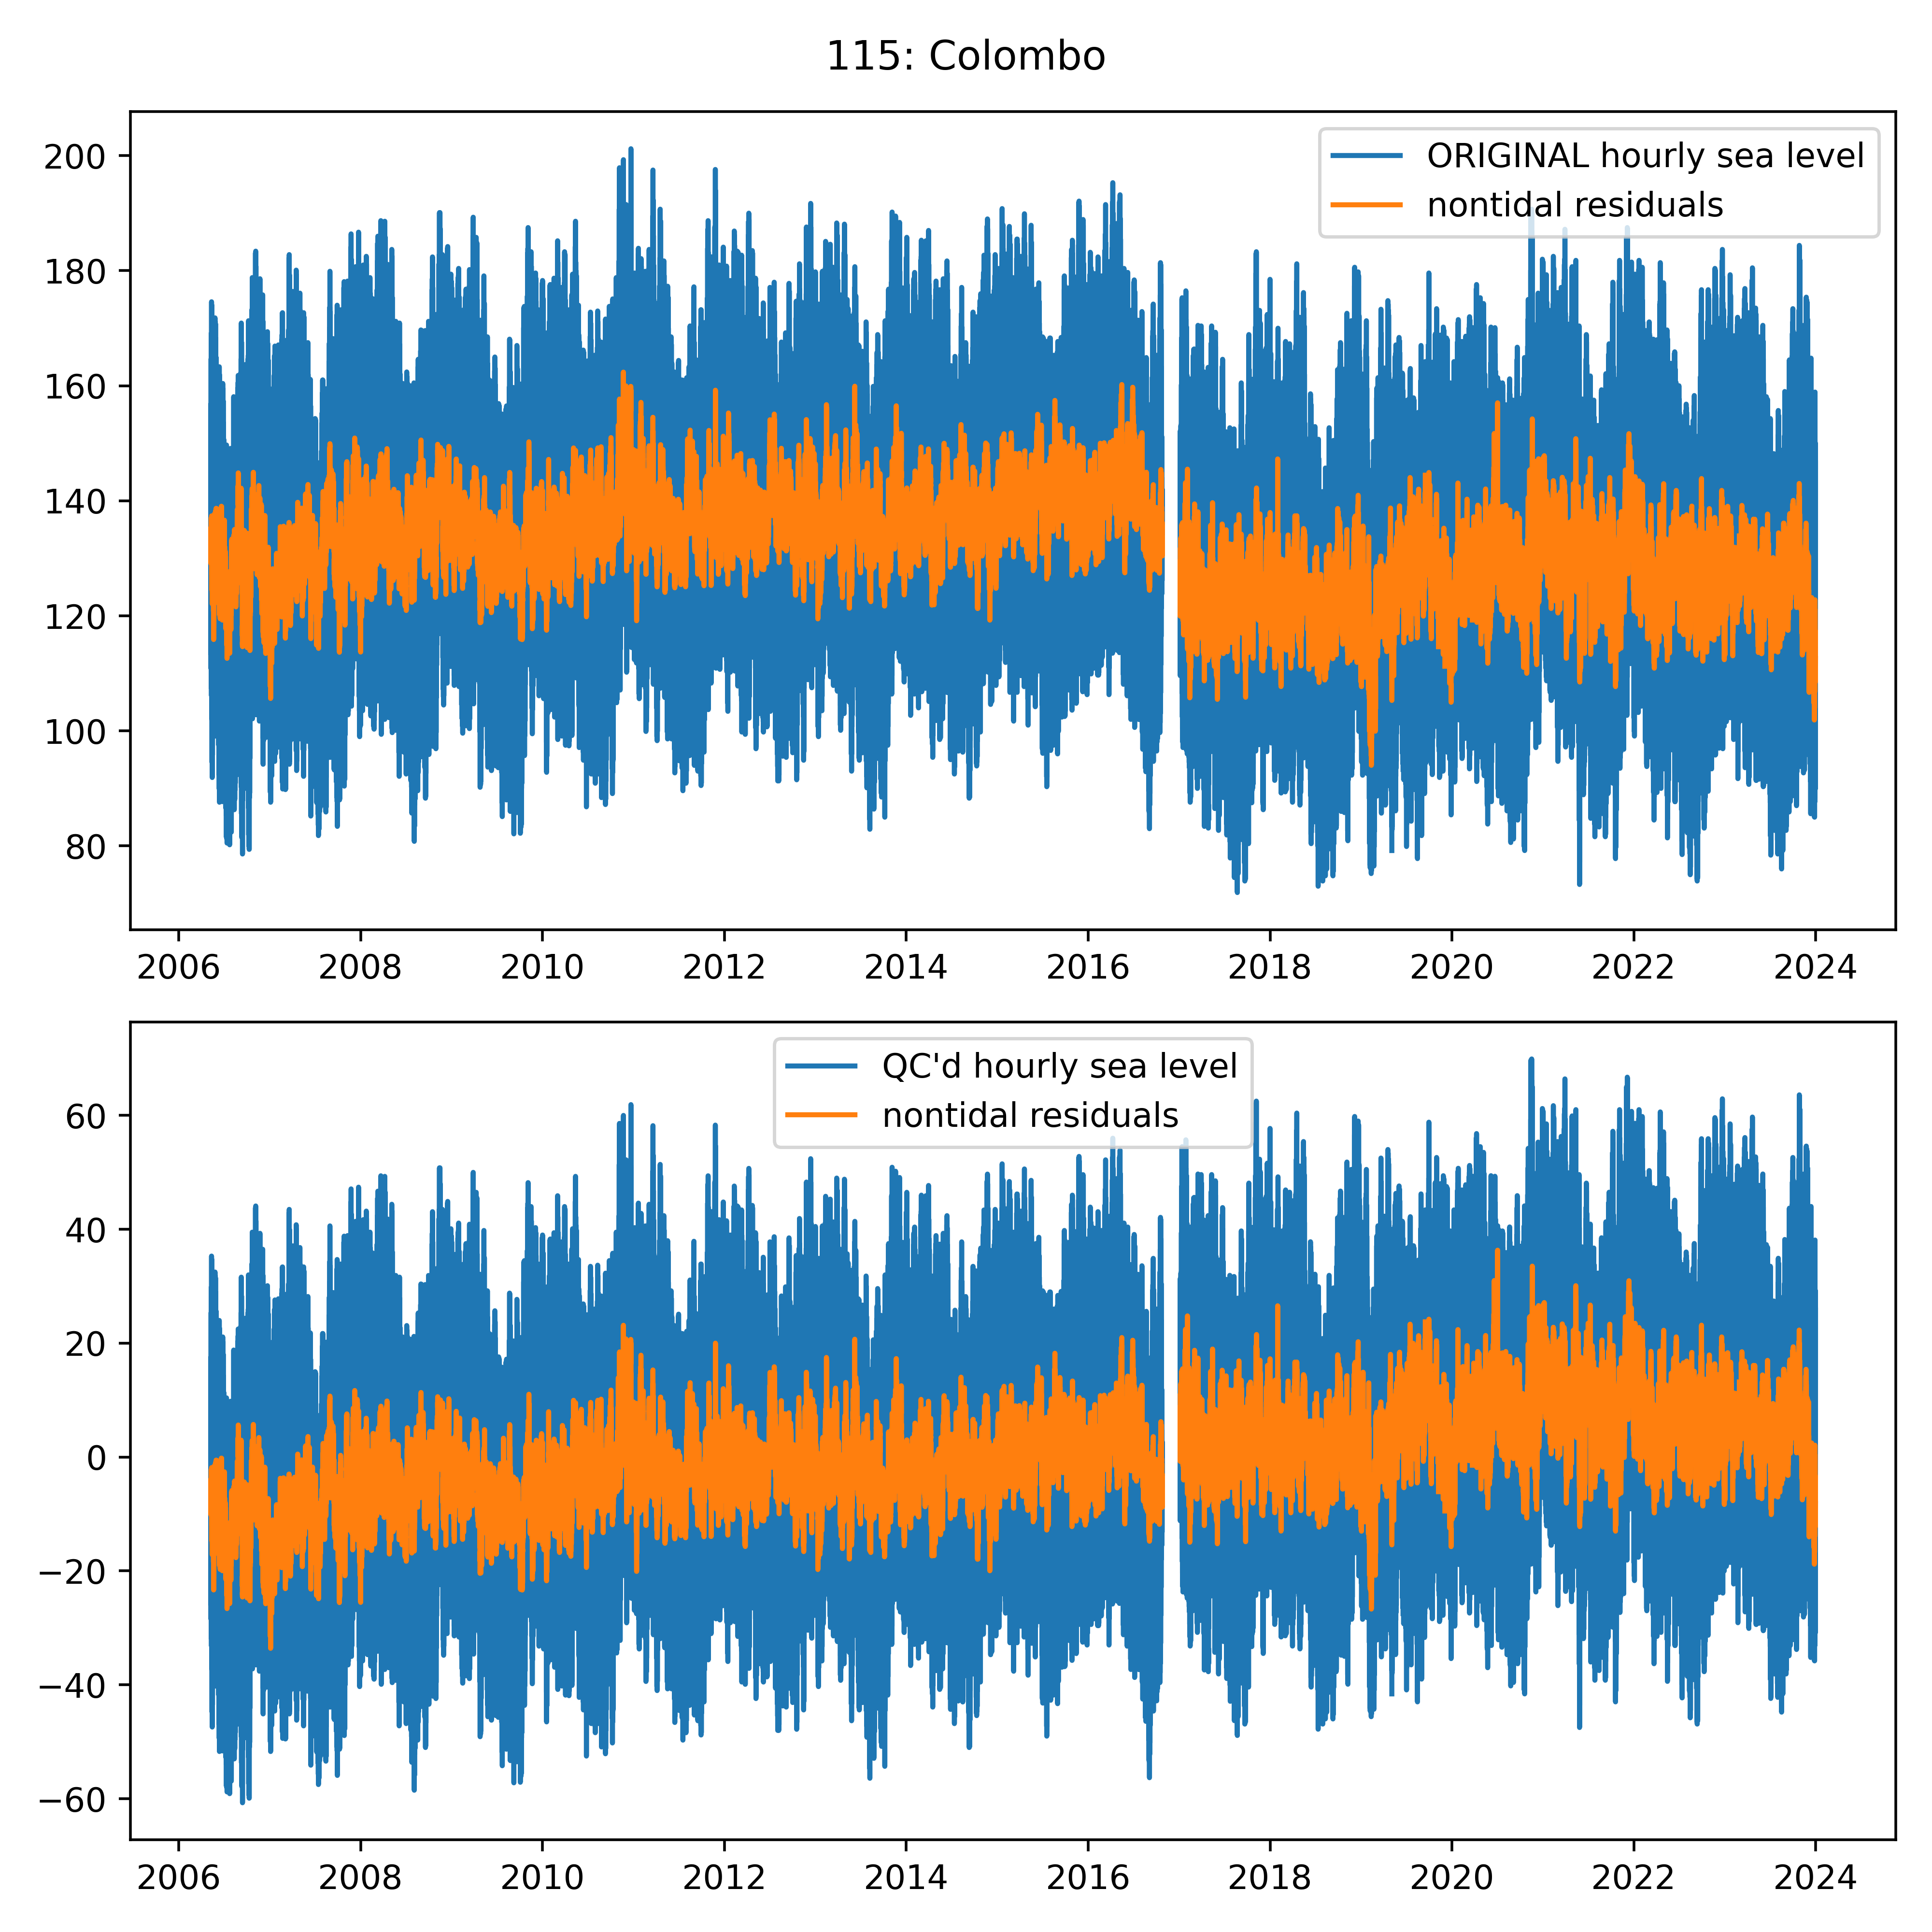 115: Colombo
200
180
160
140
120
100
80
ORIGINAL hourly sea level
nontidal residuals
2006 2008 2010 2012 2014 2016 2018 2020 2022 2024
60
40
20
0
−20
−40
−60
QC'd hourly sea level
nontidal residuals
2006 2008 2010 2012 2014 2016 2018 2020 2022 2024